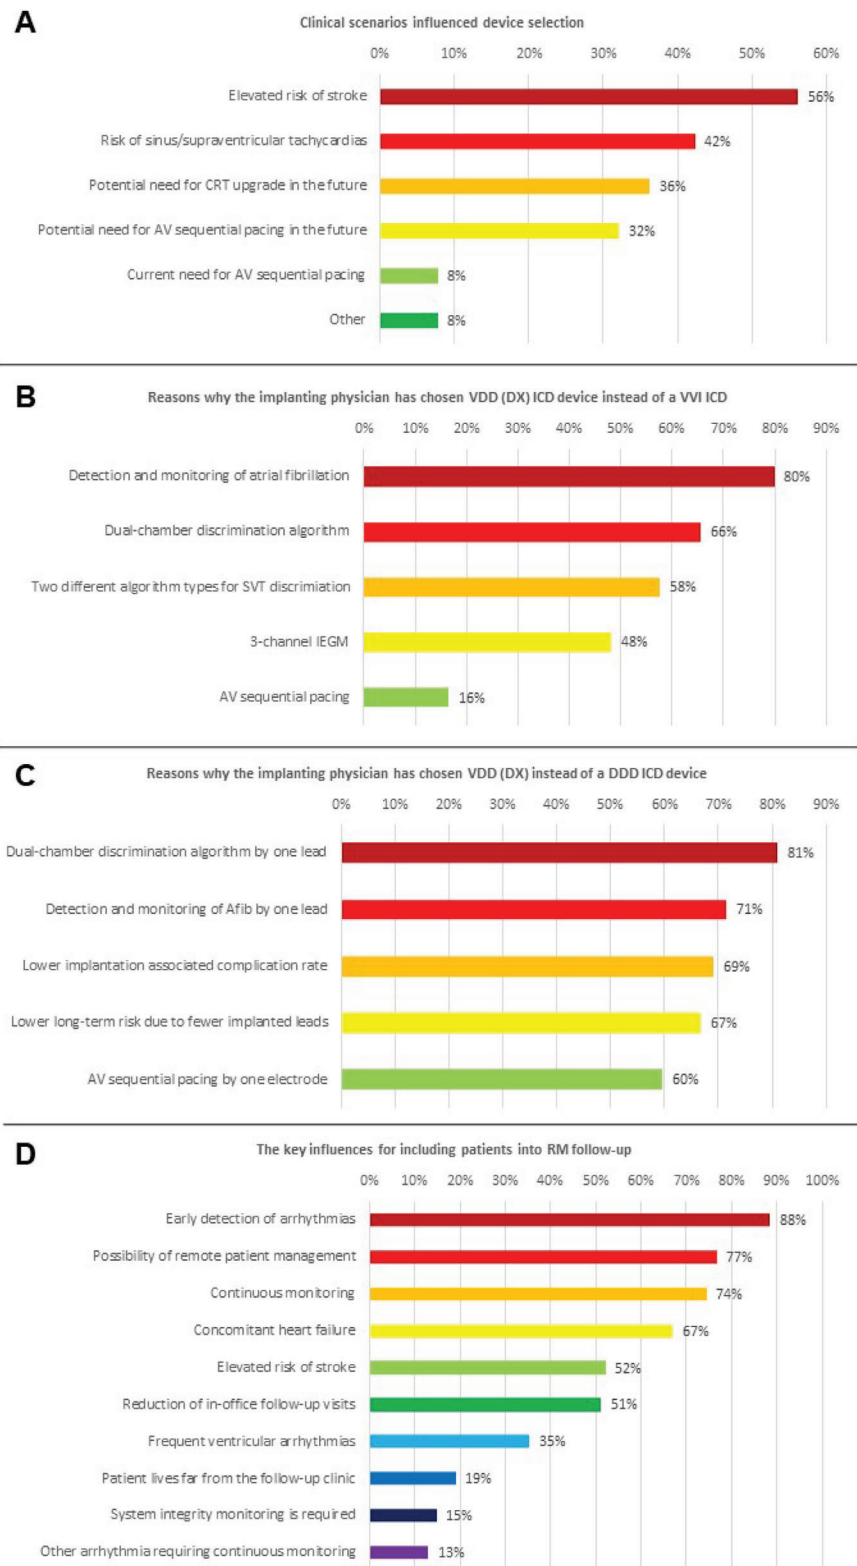 A
Clinical scenarios influenced device selection
0% 10% 20% 30% 40% 50% 60%
Elevated risk of stroke 56%
Risk of sinus/supraventricular tachycardias 42%
Potential need for CRT upgrade in the future 36%
Potential need for AV sequential pacing in the future 32%
Current need for AV sequential pacing 8%
Other 8%
B
Reasons why the implanting physician has chosen VDD (DX) ICD device instead of a VVI ICD
0% 10% 20% 30% 40% 50% 60% 70% 80% 90%
Detection and monitoring of atrial fibrillation 80%
Dual-chamber discrimination algorithm 66%
Two different algorithm types for SVT discrimiation 58%
3-channel IEGM 48%
AV sequential pacing 16%
C
Reasons why the implanting physician has chosen VDD (DX) instead of a DDD ICD device
0% 10% 20% 30% 40% 50% 60% 70% 80% 90%
Dual-chamber discrimination algorithm by one lead 81%
Detection and monitoring of Afib by one lead 71%
Lower implantation associated complication rate 69%
Lower long-term risk due to fewer implanted leads 67%
AV sequential pacing by one electrode 60%
D
The key influences for including patients into RM follow-up
0% 10% 20% 30% 40% 50% 60% 70% 80% 90% 100%
Early detection of arrhythmias 88%
Possibility of remote patient management 77%
Continuous monitoring 74%
Concomitant heart failure 67%
Elevated risk of stroke 52%
Reduction of in-office follow-up visits 51%
Frequent ventricular arrhythmias 35%
Patient lives far from the follow-up clinic 19%
System integrity monitoring is required 15%
Other arrhythmia requiring continuous monitoring 13%